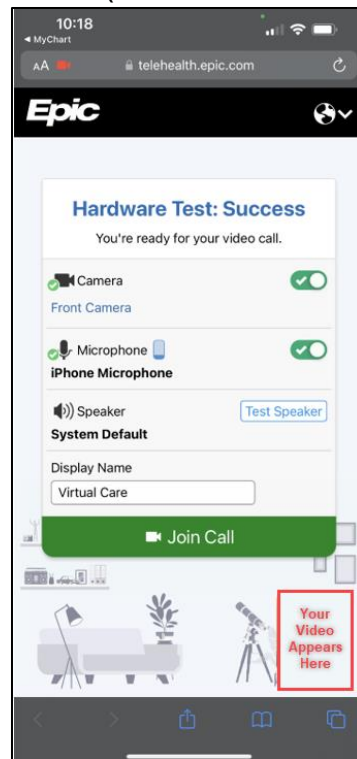 10:18
◀ MyChart
AA telehealth.epic.com
Epic
Hardware Test: Success
You're ready for your video call.
Camera
Front Camera
Microphone
iPhone Microphone
Speaker
Test Speaker
System Default
Display Name
Virtual Care
Join Call
Your
Video
Appears
Here